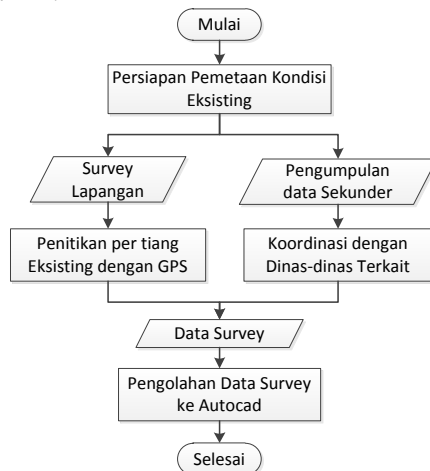 Mulai
Persiapan Pemetaan Kondisi
Eksisting
Survey
Lapangan
Pengumpulan
data Sekunder
Penitikan per tiang
Eksisting dengan GPS
Koordinasi dengan
Dinas-dinas Terkait
Data Survey
Pengolahan Data Survey
ke Autocad
Selesai